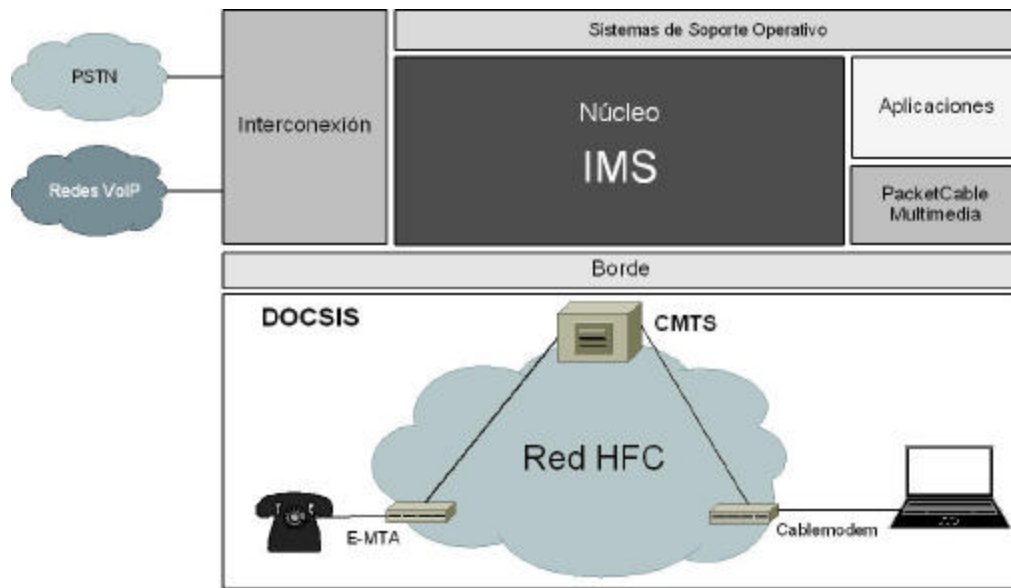 Sistemas de Soporte Operativo
PSTN
Interconexión
Núcleo
IMS
Aplicaciones
Redes VoIP
PacketCable
Multimedia
Borde
DOCSIS
CMTS
Red HFC
E-MTA
Cablemodem